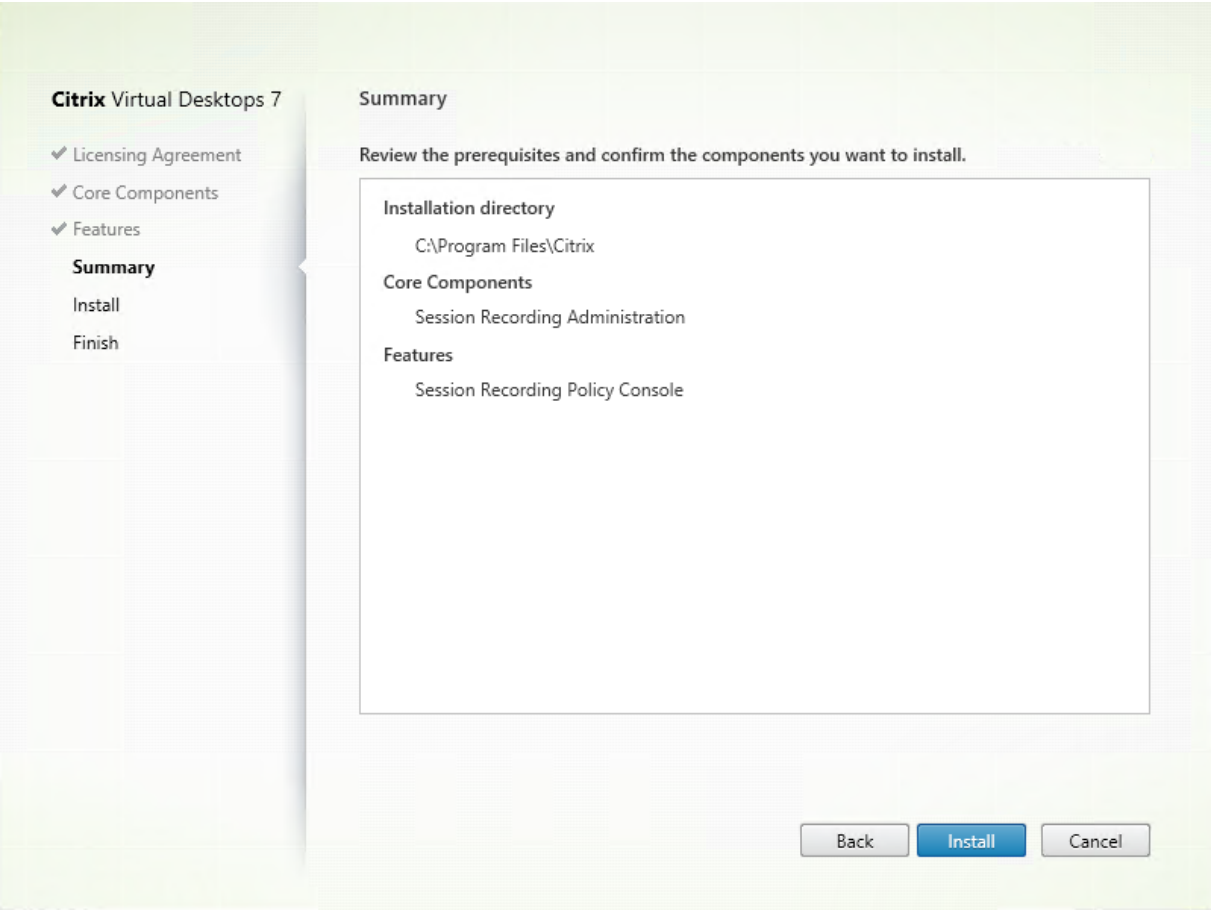 Citrix Virtual Desktops 7
Licensing Agreement
Core Components
Features
Summary
Install
Finish
Summary
Review the prerequisites and confirm the components you want to install.
Installation directory
C:\Program Files\Citrix
Core Components
Session Recording Administration
Features
Session Recording Policy Console
Back
Install
Cancel